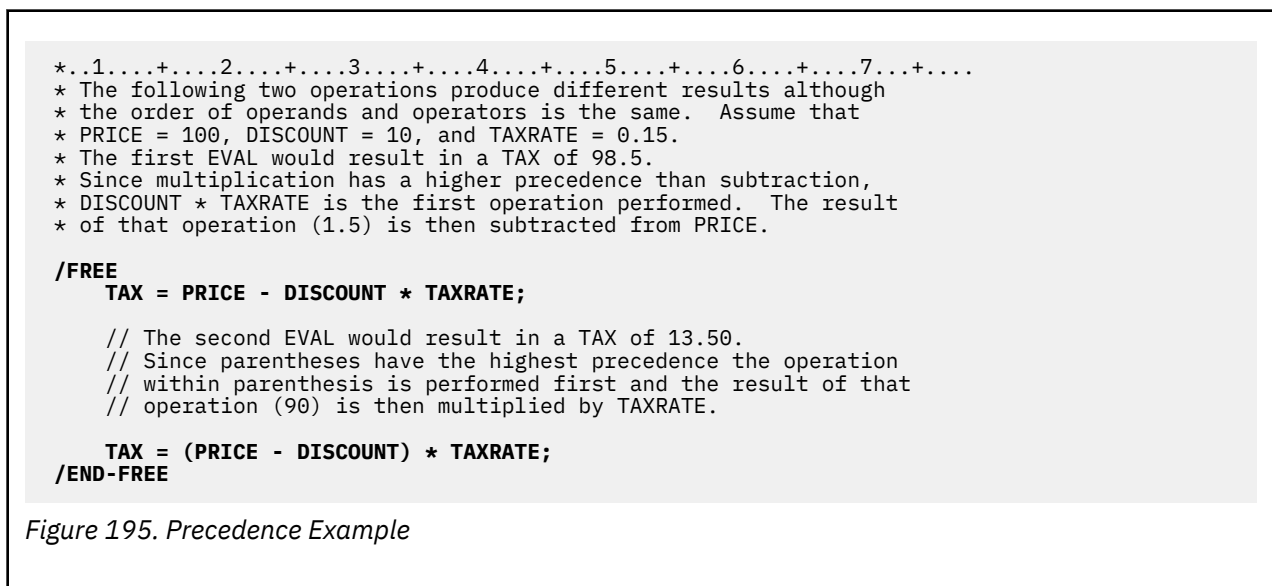 *..1....+....2....+....3....+....4....+....5....+....6....+....7...+....
* The following two operations produce different results although
* the order of operands and operators is the same.  Assume that
* PRICE = 100, DISCOUNT = 10, and TAXRATE = 0.15.
* The first EVAL would result in a TAX of 98.5.
* Since multiplication has a higher precedence than subtraction,
* DISCOUNT * TAXRATE is the first operation performed.  The result
* of that operation (1.5) is then subtracted from PRICE.
/FREE
TAX = PRICE - DISCOUNT * TAXRATE;
// The second EVAL would result in a TAX of 13.50.
// Since parentheses have the highest precedence the operation
// within parenthesis is performed first and the result of that
// operation (90) is then multiplied by TAXRATE.
TAX = (PRICE - DISCOUNT) * TAXRATE;
/END-FREE
Figure 195. Precedence Example